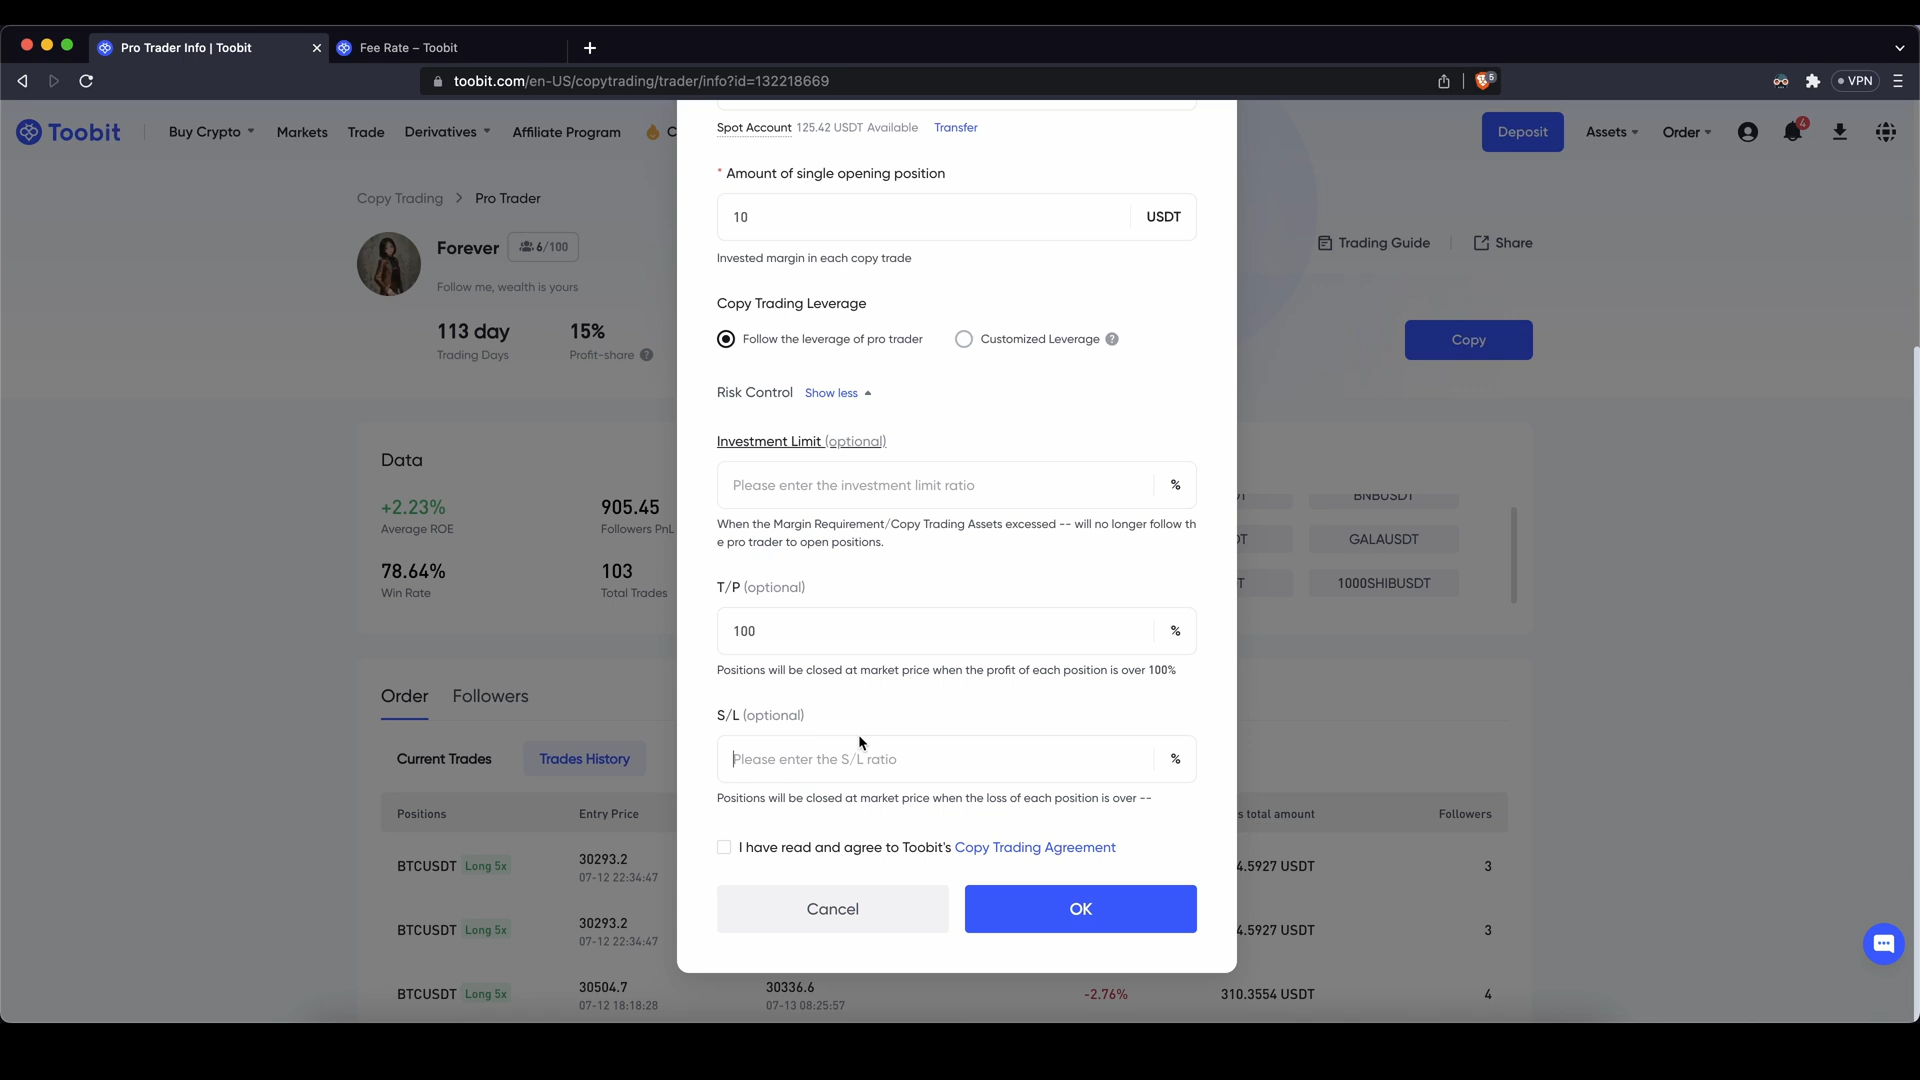 Pro Trader Info | Toobit
Fee Rate – Toobit
toobit.com/en-US/copytrading/trader/info?id=132218669
5
VPN
Toobit
Buy Crypto
Markets
Trade
Derivatives
Affiliate Program
C
Deposit
Assets
Order
4
Spot Account 125.42 USDT Available Transfer
* Amount of single opening position
10 USDT
Invested margin in each copy trade
Copy Trading Leverage
Follow the leverage of pro trader
Customized Leverage ?
Risk Control Show less
Investment Limit (optional)
Please enter the investment limit ratio %
When the Margin Requirement/Copy Trading Assets excessed -- will no longer follow th
e pro trader to open positions.
T/P (optional)
100 %
Positions will be closed at market price when the profit of each position is over 100%
S/L (optional)
Please enter the S/L ratio %
Positions will be closed at market price when the loss of each position is over --
I have read and agree to Toobit's Copy Trading Agreement
Cancel
OK
Copy Trading > Pro Trader
Forever 6/100
Follow me, wealth is yours
113 day
Trading Days
15%
Profit-share ?
Trading Guide
Share
Copy
Data
+2.23%
Average ROE
905.45
Followers PnL
78.64%
Win Rate
103
Total Trades
BNBUSDT
GALAUSDT
1000SHIBUSDT
Order
Followers
Current Trades
Trades History
Positions
Entry Price
s total amount
Followers
BTCUSDT Long 5x
30293.2
07-12 22:34:47
4.5927 USDT
3
BTCUSDT Long 5x
30293.2
07-12 22:34:47
4.5927 USDT
3
BTCUSDT Long 5x
30504.7
07-12 18:18:28
30336.6
07-13 08:25:57
-2.76%
310.3554 USDT
4